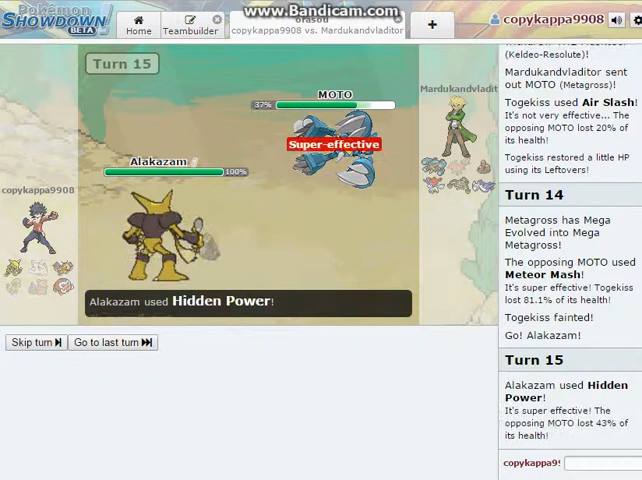 www.Bandicam.com
Pokémon
SHOWDOWN
BETA
Home
Teambuilder
copykappa9908 vs. Mardukandvladitor
+
copykappa9908
Turn 15
MOTO
37%
Super-effective
Alakazam
100%
copykappa9908
Mardukandvladit
Alakazam used Hidden Power!
Skip turn
Go to last turn
(Keldeo-Resolute)!
Mardukandvladitor sent
out MOTO (Metagross)!
Togekiss used Air Slash!
It's not very effective... The
opposing MOTO lost 20% of
its health!
Togekiss restored a little HP
using its Leftovers!
Turn 14
Metagross has Mega
Evolved into Mega
Metagross!
The opposing MOTO used
Meteor Mash!
It's super effective! Togekiss
lost 81.1% of its health!
Togekiss fainted!
Go! Alakazam!
Turn 15
Alakazam used Hidden
Power!
It's super effective! The
opposing MOTO lost 43% of
its health!
copykappa99